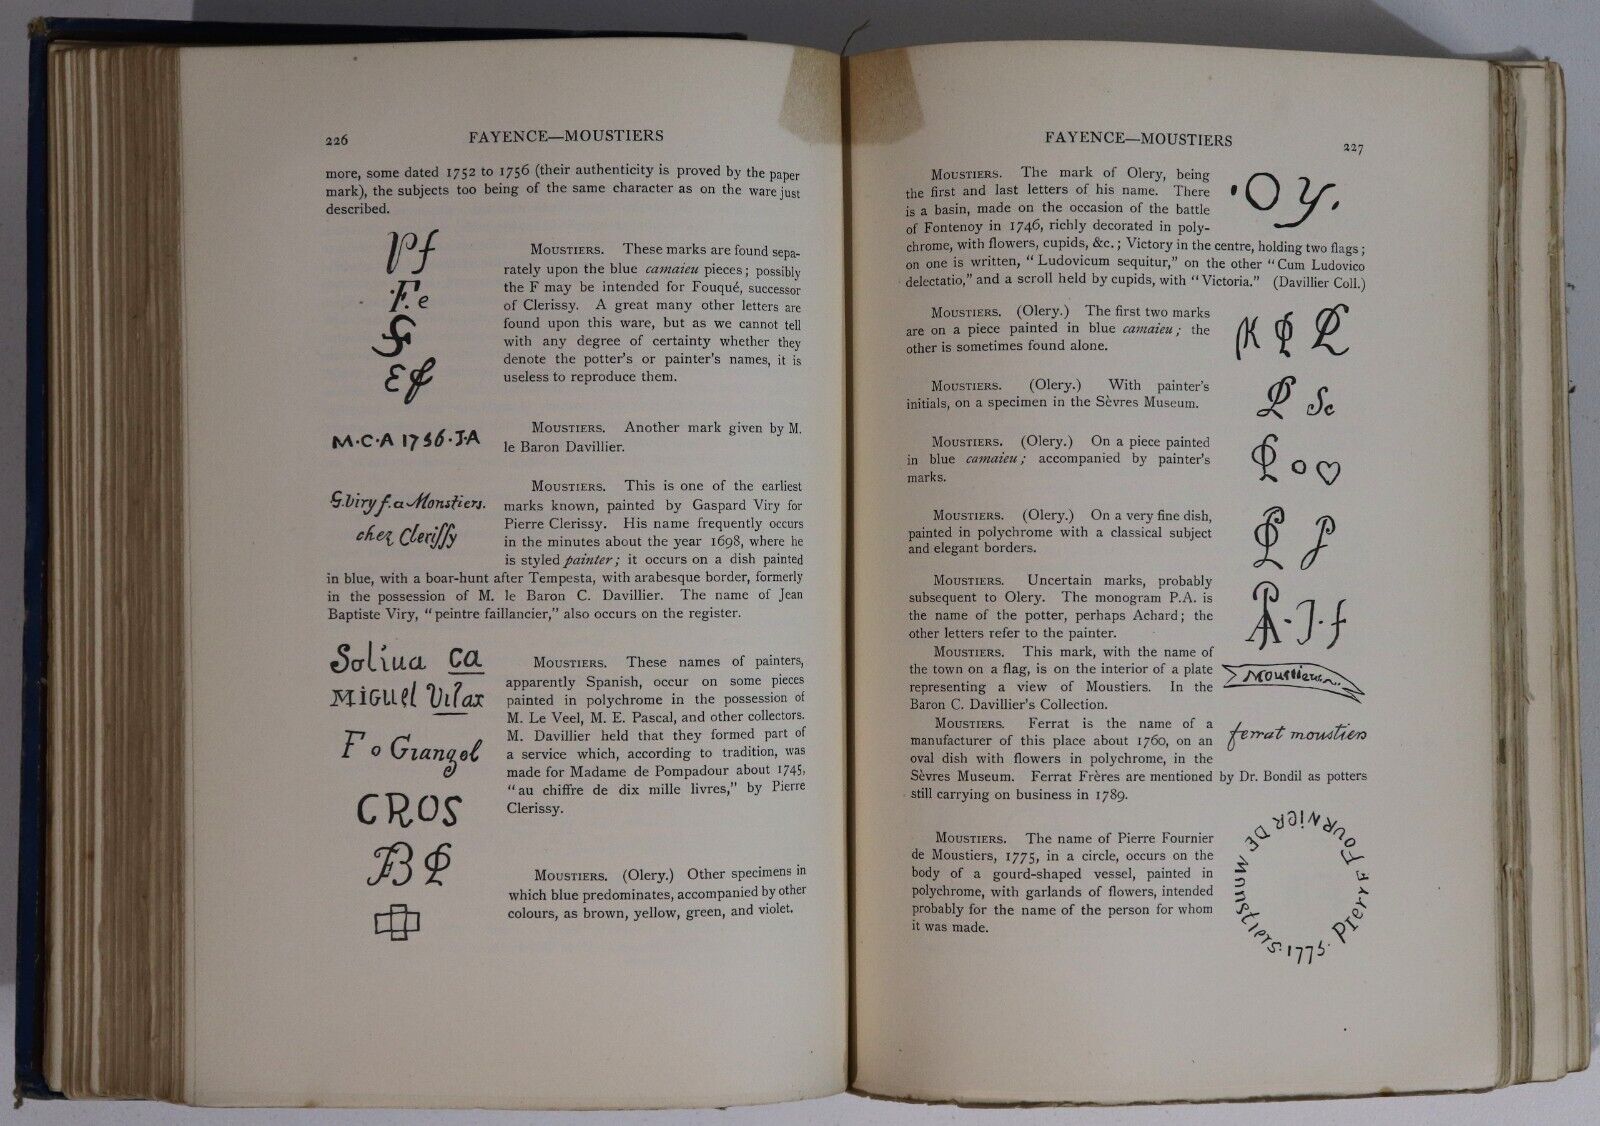 226
FAYENCE—MOUSTIERS
more, some dated 1752 to 1756 (their authenticity is proved by the paper
mark), the subjects too being of the same character as on the ware just
described.
Pf
F.e
Ef
MOUSTIERS. These marks are found sepa-
rately upon the blue camaieu pieces; possibly
the F may be intended for Fouqué, successor
of Clerissy. A great many other letters are
found upon this ware, but as we cannot tell
with any degree of certainty whether they
denote the potter's or painter's names, it is
useless to reproduce them.
M·C·A 1756·J·A
MOUSTIERS. Another mark given by M.
le Baron Davillier.
G.Viry f. a Moustiers.
chez Clerissy
MOUSTIERS. This is one of the earliest
marks known, painted by Gaspard Viry for
Pierre Clerissy. His name frequently occurs
in the minutes about the year 1698, where he
is styled painter; it occurs on a dish painted
in blue, with a boar-hunt after Tempesta, with arabesque border, formerly
in the possession of M. le Baron C. Davillier. The name of Jean
Baptiste Viry, "peintre faillancier," also occurs on the register.
Soliua ca
MIGUEL Vilax
F o Grangel
CROS
MOUSTIERS. These names of painters,
apparently Spanish, occur on some pieces
painted in polychrome in the possession of
M. Le Veel, M. E. Pascal, and other collectors.
M. Davillier held that they formed part of
a service which, according to tradition, was
made for Madame de Pompadour about 1745,
"au chiffre de dix mille livres," by Pierre
Clerissy.
MOUSTIERS. (Olery.) Other specimens in
which blue predominates, accompanied by other
colours, as brown, yellow, green, and violet.
FAYENCE—MOUSTIERS
227
MOUSTIERS. The mark of Olery, being
the first and last letters of his name. There
is a basin, made on the occasion of the battle
of Fontenoy in 1746, richly decorated in poly-
chrome, with flowers, cupids, &c.; Victory in the centre, holding two flags;
on one is written, "Ludovicum sequitur," on the other "Cum Ludovico
delectatio," and a scroll held by cupids, with "Victoria." (Davillier Coll.)
·Oy.
MOUSTIERS. (Olery.) The first two marks
are on a piece painted in blue camaieu; the
other is sometimes found alone.
MOUSTIERS. (Olery.) With painter's
initials, on a specimen in the Sèvres Museum.
Sc
MOUSTIERS. (Olery.) On a piece painted
in blue camaieu; accompanied by painter's
marks.
MOUSTIERS. (Olery.) On a very fine dish,
painted in polychrome with a classical subject
and elegant borders.
MOUSTIERS. Uncertain marks, probably
subsequent to Olery. The monogram P.A. is
the name of the potter, perhaps Achard; the
other letters refer to the painter.
PA·J·f
MOUSTIERS. This mark, with the name of
the town on a flag, is on the interior of a plate
representing a view of Moustiers. In the
Baron C. Davillier's Collection.
Moustiers
MOUSTIERS. Ferrat is the name of a
manufacturer of this place about 1760, on an
oval dish with flowers in polychrome, in the
Sèvres Museum. Ferrat Frères are mentioned by Dr. Bondil as potters
still carrying on business in 1789.
ferrat moustiers
MOUSTIERS. The name of Pierre Fournier
de Moustiers, 1775, in a circle, occurs on the
body of a gourd-shaped vessel, painted in
polychrome, with garlands of flowers, intended
probably for the name of the person for whom
it was made.